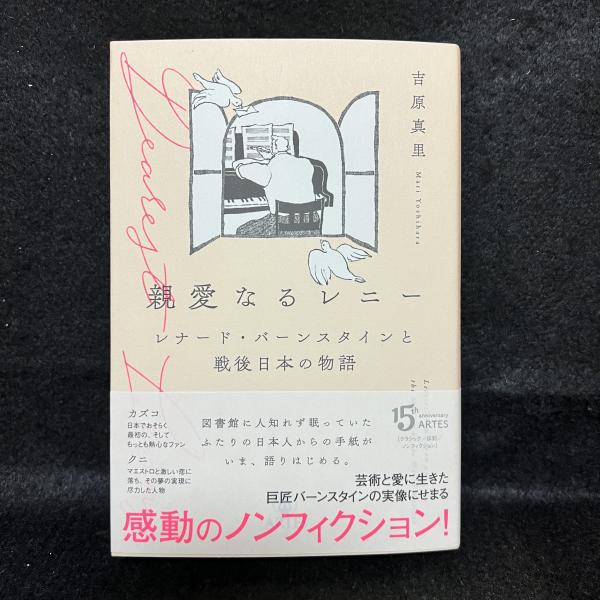 Dearest
吉原真里
Mari Yoshihara
親愛なるレニー
レナード・バーンスタインと
戦後日本の物語
カズコ
日本でおそらく
最初の、そして
もっとも熱心なファン
クニ
マエストロと激しい恋に
落ち、その夢の実現に
尽力した人物
図書館に人知れず眠っていた
ふたりの日本人からの手紙が
いま、語りはじめる。
15th
anniversary
ARTES
芸術と愛に生きた
巨匠バーンスタインの実像にせまる
感動のノンフィクション!